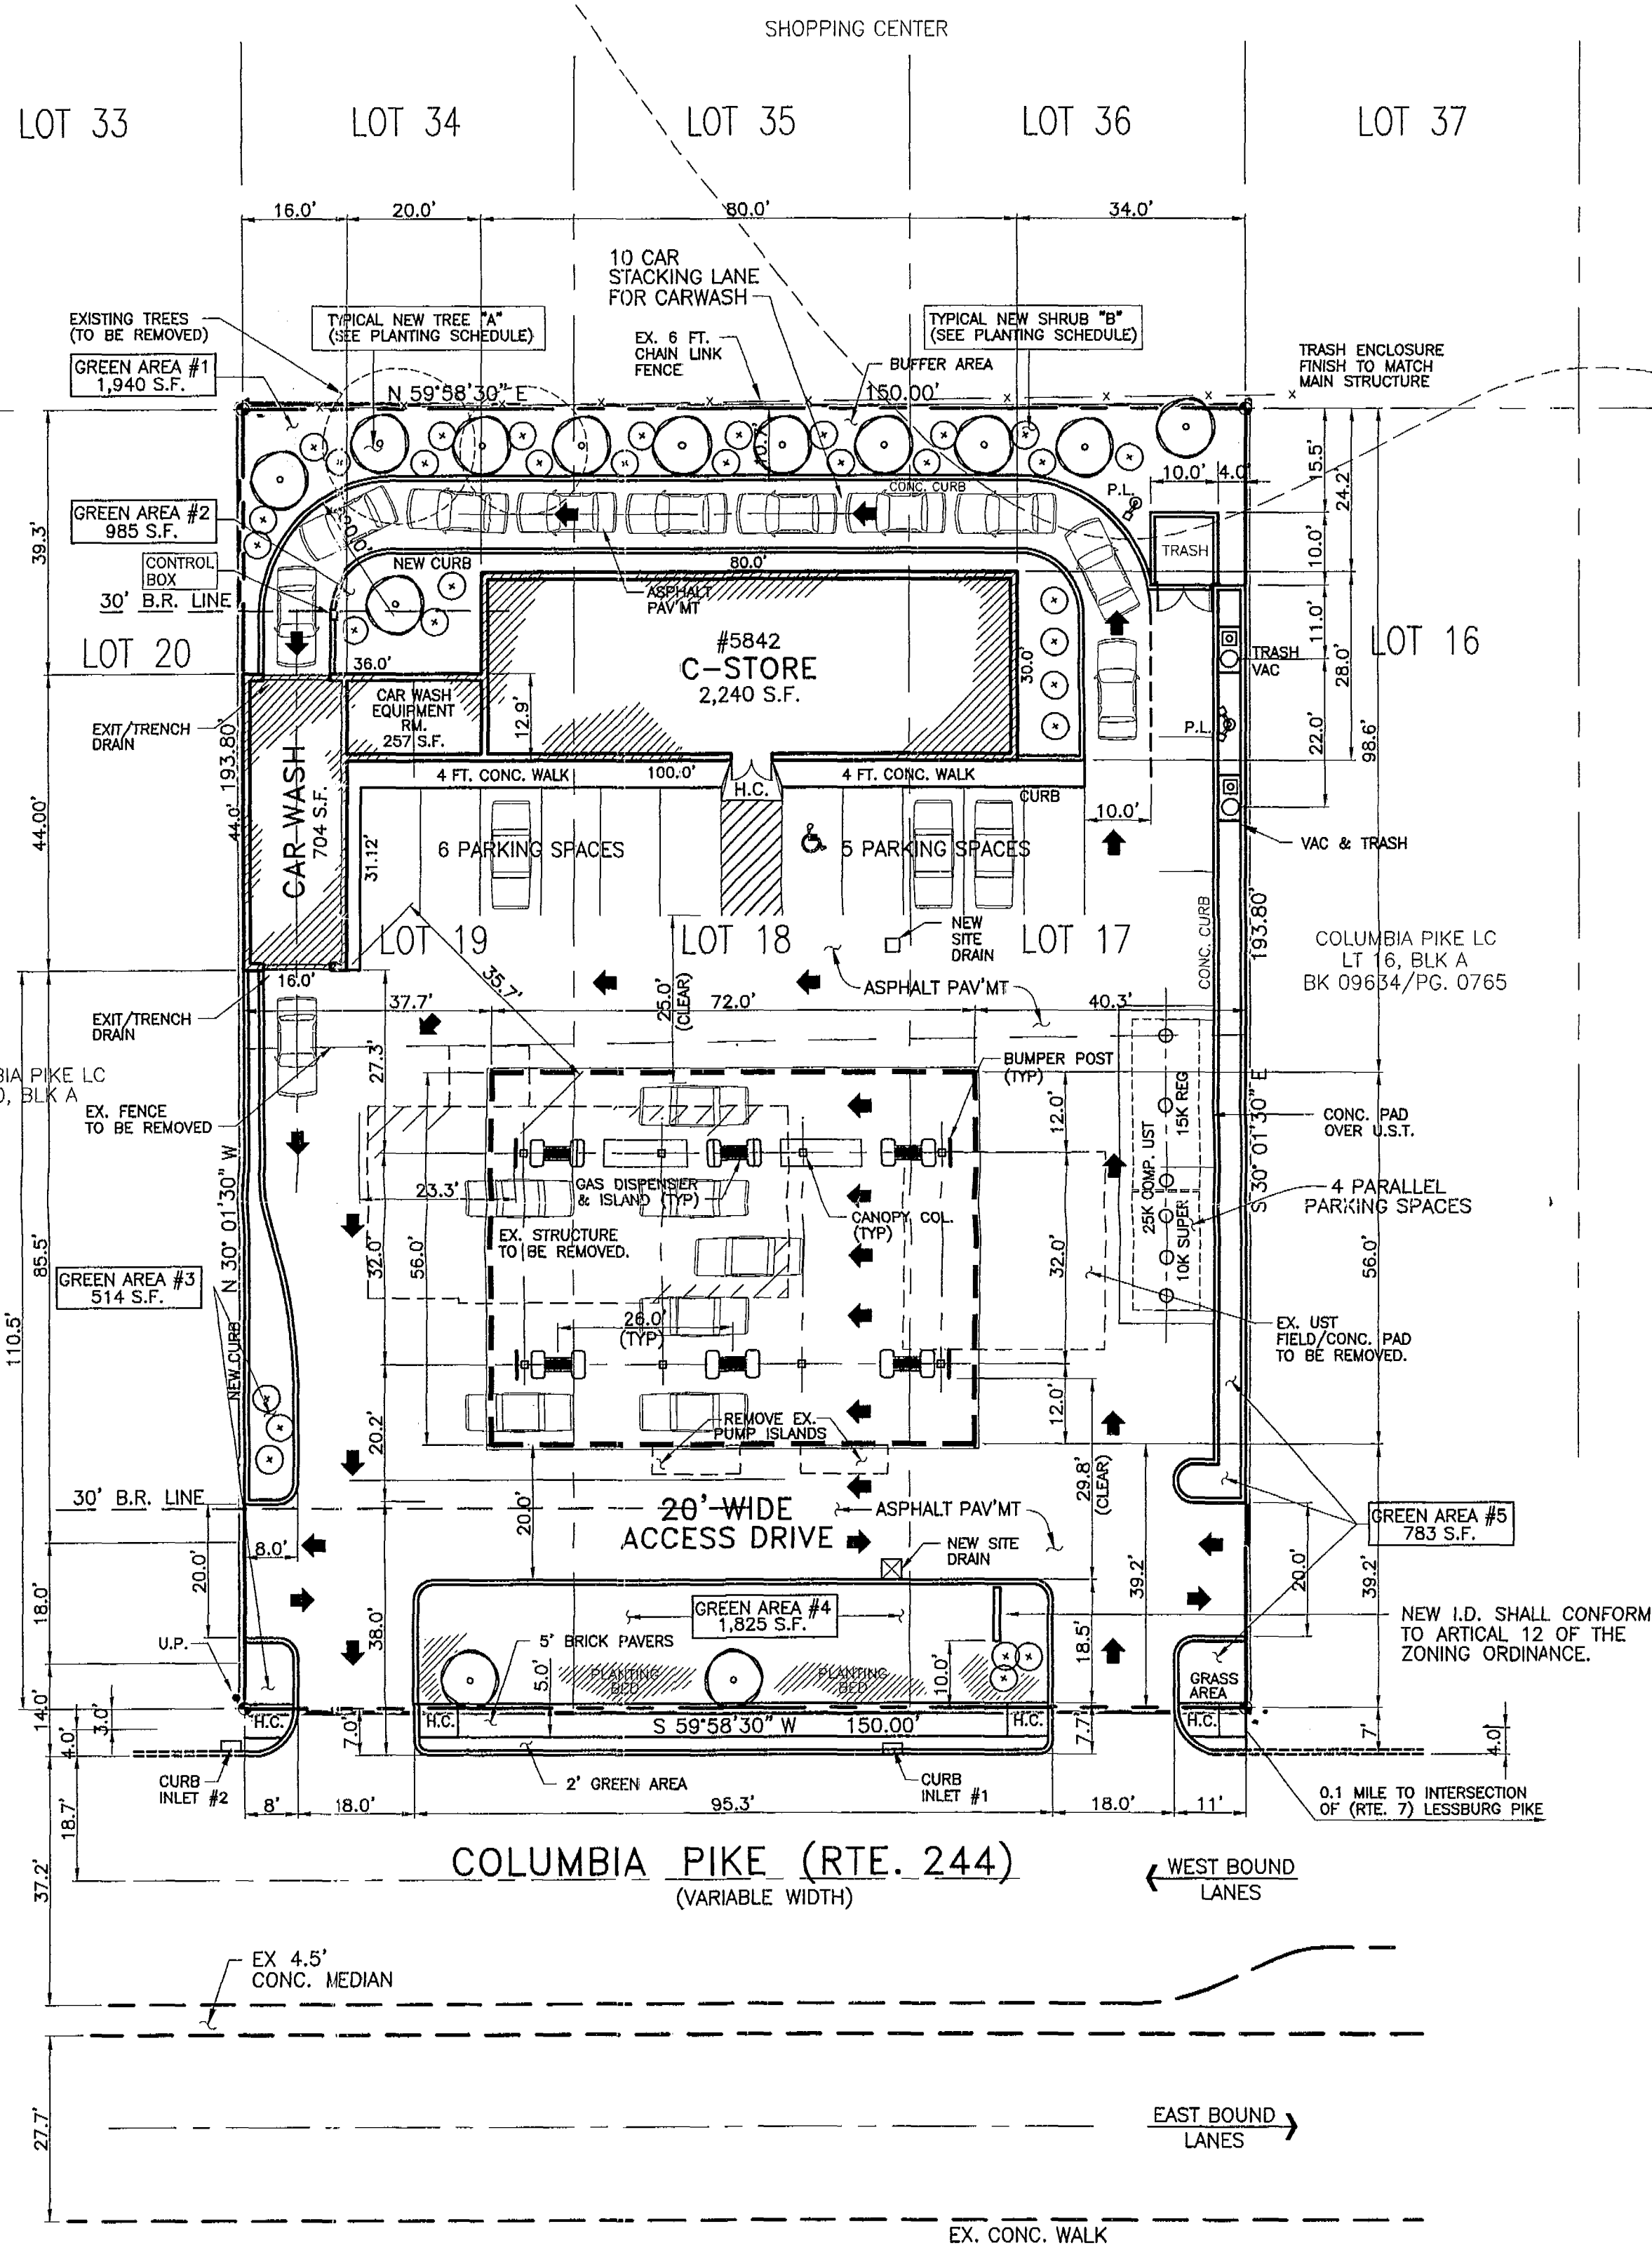 SHOPPING CENTER
LOT 33
LOT 34
LOT 35
LOT 36
LOT 37
16.0'
20.0'
80.0'
34.0'
10 CAR
STACKING LANE
FOR CARWASH
EXISTING TREES
(TO BE REMOVED)
TYPICAL NEW TREE "A"
(SEE PLANTING SCHEDULE)
EX. 6 FT.
CHAIN LINK
FENCE
TYPICAL NEW SHRUB "B"
(SEE PLANTING SCHEDULE)
BUFFER AREA
TRASH ENCLOSURE
FINISH TO MATCH
MAIN STRUCTURE
GREEN AREA #1
1,940 S.F.
N 59°58'30" E
150.00'
10.7'
15.5'
24.2'
10.0'
4.0'
P.L.
CONC. CURB
GREEN AREA #2
985 S.F.
39.3'
CONTROL
BOX
30' B.R. LINE
NEW CURB
80.0'
ASPHALT
PAV'MT
TRASH
10.0'
11.0'
28.0'
LOT 20
#5842
C-STORE
2,240 S.F.
30.0'
TRASH
VAC
LOT 16
36.0'
CAR WASH
EQUIPMENT
RM.
257 S.F.
12.9'
P.L.
22.0'
98.6'
EXIT/TRENCH
DRAIN
193.80'
44.0'
44.00'
CAR-WASH
704 S.F.
4 FT. CONC. WALK
100.0'
H.C.
4 FT. CONC. WALK
CURB
10.0'
31.12'
6 PARKING SPACES
5 PARKING SPACES
VAC & TRASH
LOT 19
LOT 18
NEW
SITE
DRAIN
LOT 17
CONC. CURB
193.80'
COLUMBIA PIKE LC
LT 16, BLK A
BK 09634/PG. 0765
16.0'
35.7'
37.7'
25.0'
(CLEAR)
72.0'
ASPHALT PAV'MT
40.3'
EXIT/TRENCH
DRAIN
BIA PIKE LC
0, BLK A
EX. FENCE
TO BE REMOVED
27.3'
BUMPER POST
(TYP)
12.0'
15K REG
25K COMP. UST
10K SUPER
CONC. PAD
OVER U.S.T.
N 30° 01'30" W
S 30° 01'30" E
23.3'
GAS DISPENSER
& ISLAND (TYP)
CANOPY COL.
(TYP)
4 PARALLEL
PARKING SPACES
EX. STRUCTURE
TO BE REMOVED.
32.0'
56.0'
32.0'
56.0'
85.5'
110.5'
GREEN AREA #3
514 S.F.
26.0'
(TYP)
EX. UST
FIELD/CONC. PAD
TO BE REMOVED.
NEW CURB
20.2'
REMOVE EX.
PUMP ISLANDS
12.0'
29.8'
(CLEAR)
30' B.R. LINE
20.0'
20'-WIDE
ACCESS DRIVE
ASPHALT PAV'MT
NEW SITE
DRAIN
GREEN AREA #5
783 S.F.
8.0'
20.0'
18.0'
38.0'
39.2'
20.0'
39.2'
GREEN AREA #4
1,825 S.F.
NEW I.D. SHALL CONFORM
TO ARTICAL 12 OF THE
ZONING ORDINANCE.
U.P.
5' BRICK PAVERS
5.0'
PLANTING
BED
PLANTING
BED
10.0'
18.5'
GRASS
AREA
14.0'
3.0'
4.0'
H.C.
7.0'
H.C.
S 59°58'30" W
150.00'
H.C.
7.7'
H.C.
7'
4.0'
CURB
INLET #2
2' GREEN AREA
CURB
INLET #1
0.1 MILE TO INTERSECTION
OF (RTE. 7) LESSBURG PIKE
8'
18.0'
95.3'
18.0'
11'
18.7'
37.2'
COLUMBIA PIKE (RTE. 244)
(VARIABLE WIDTH)
WEST BOUND
LANES
EX 4.5'
CONC. MEDIAN
27.7'
EAST BOUND
LANES
EX. CONC. WALK